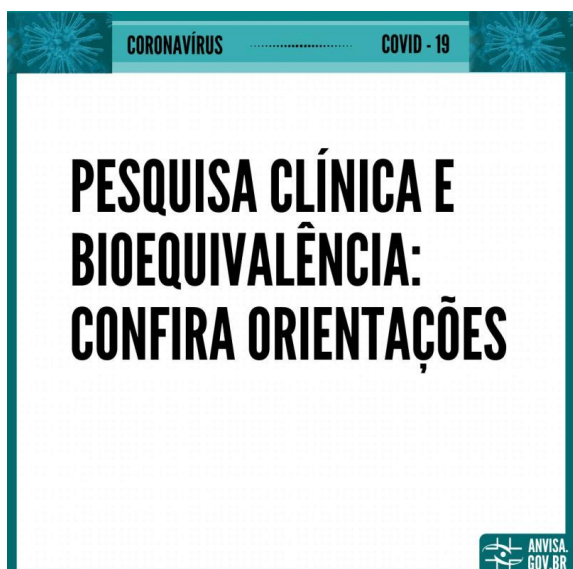 CORONAVÍRUS COVID - 19
PESQUISA CLÍNICA E
BIOEQUIVALÊNCIA:
CONFIRA ORIENTAÇÕES
ANVISA.
GOV.BR